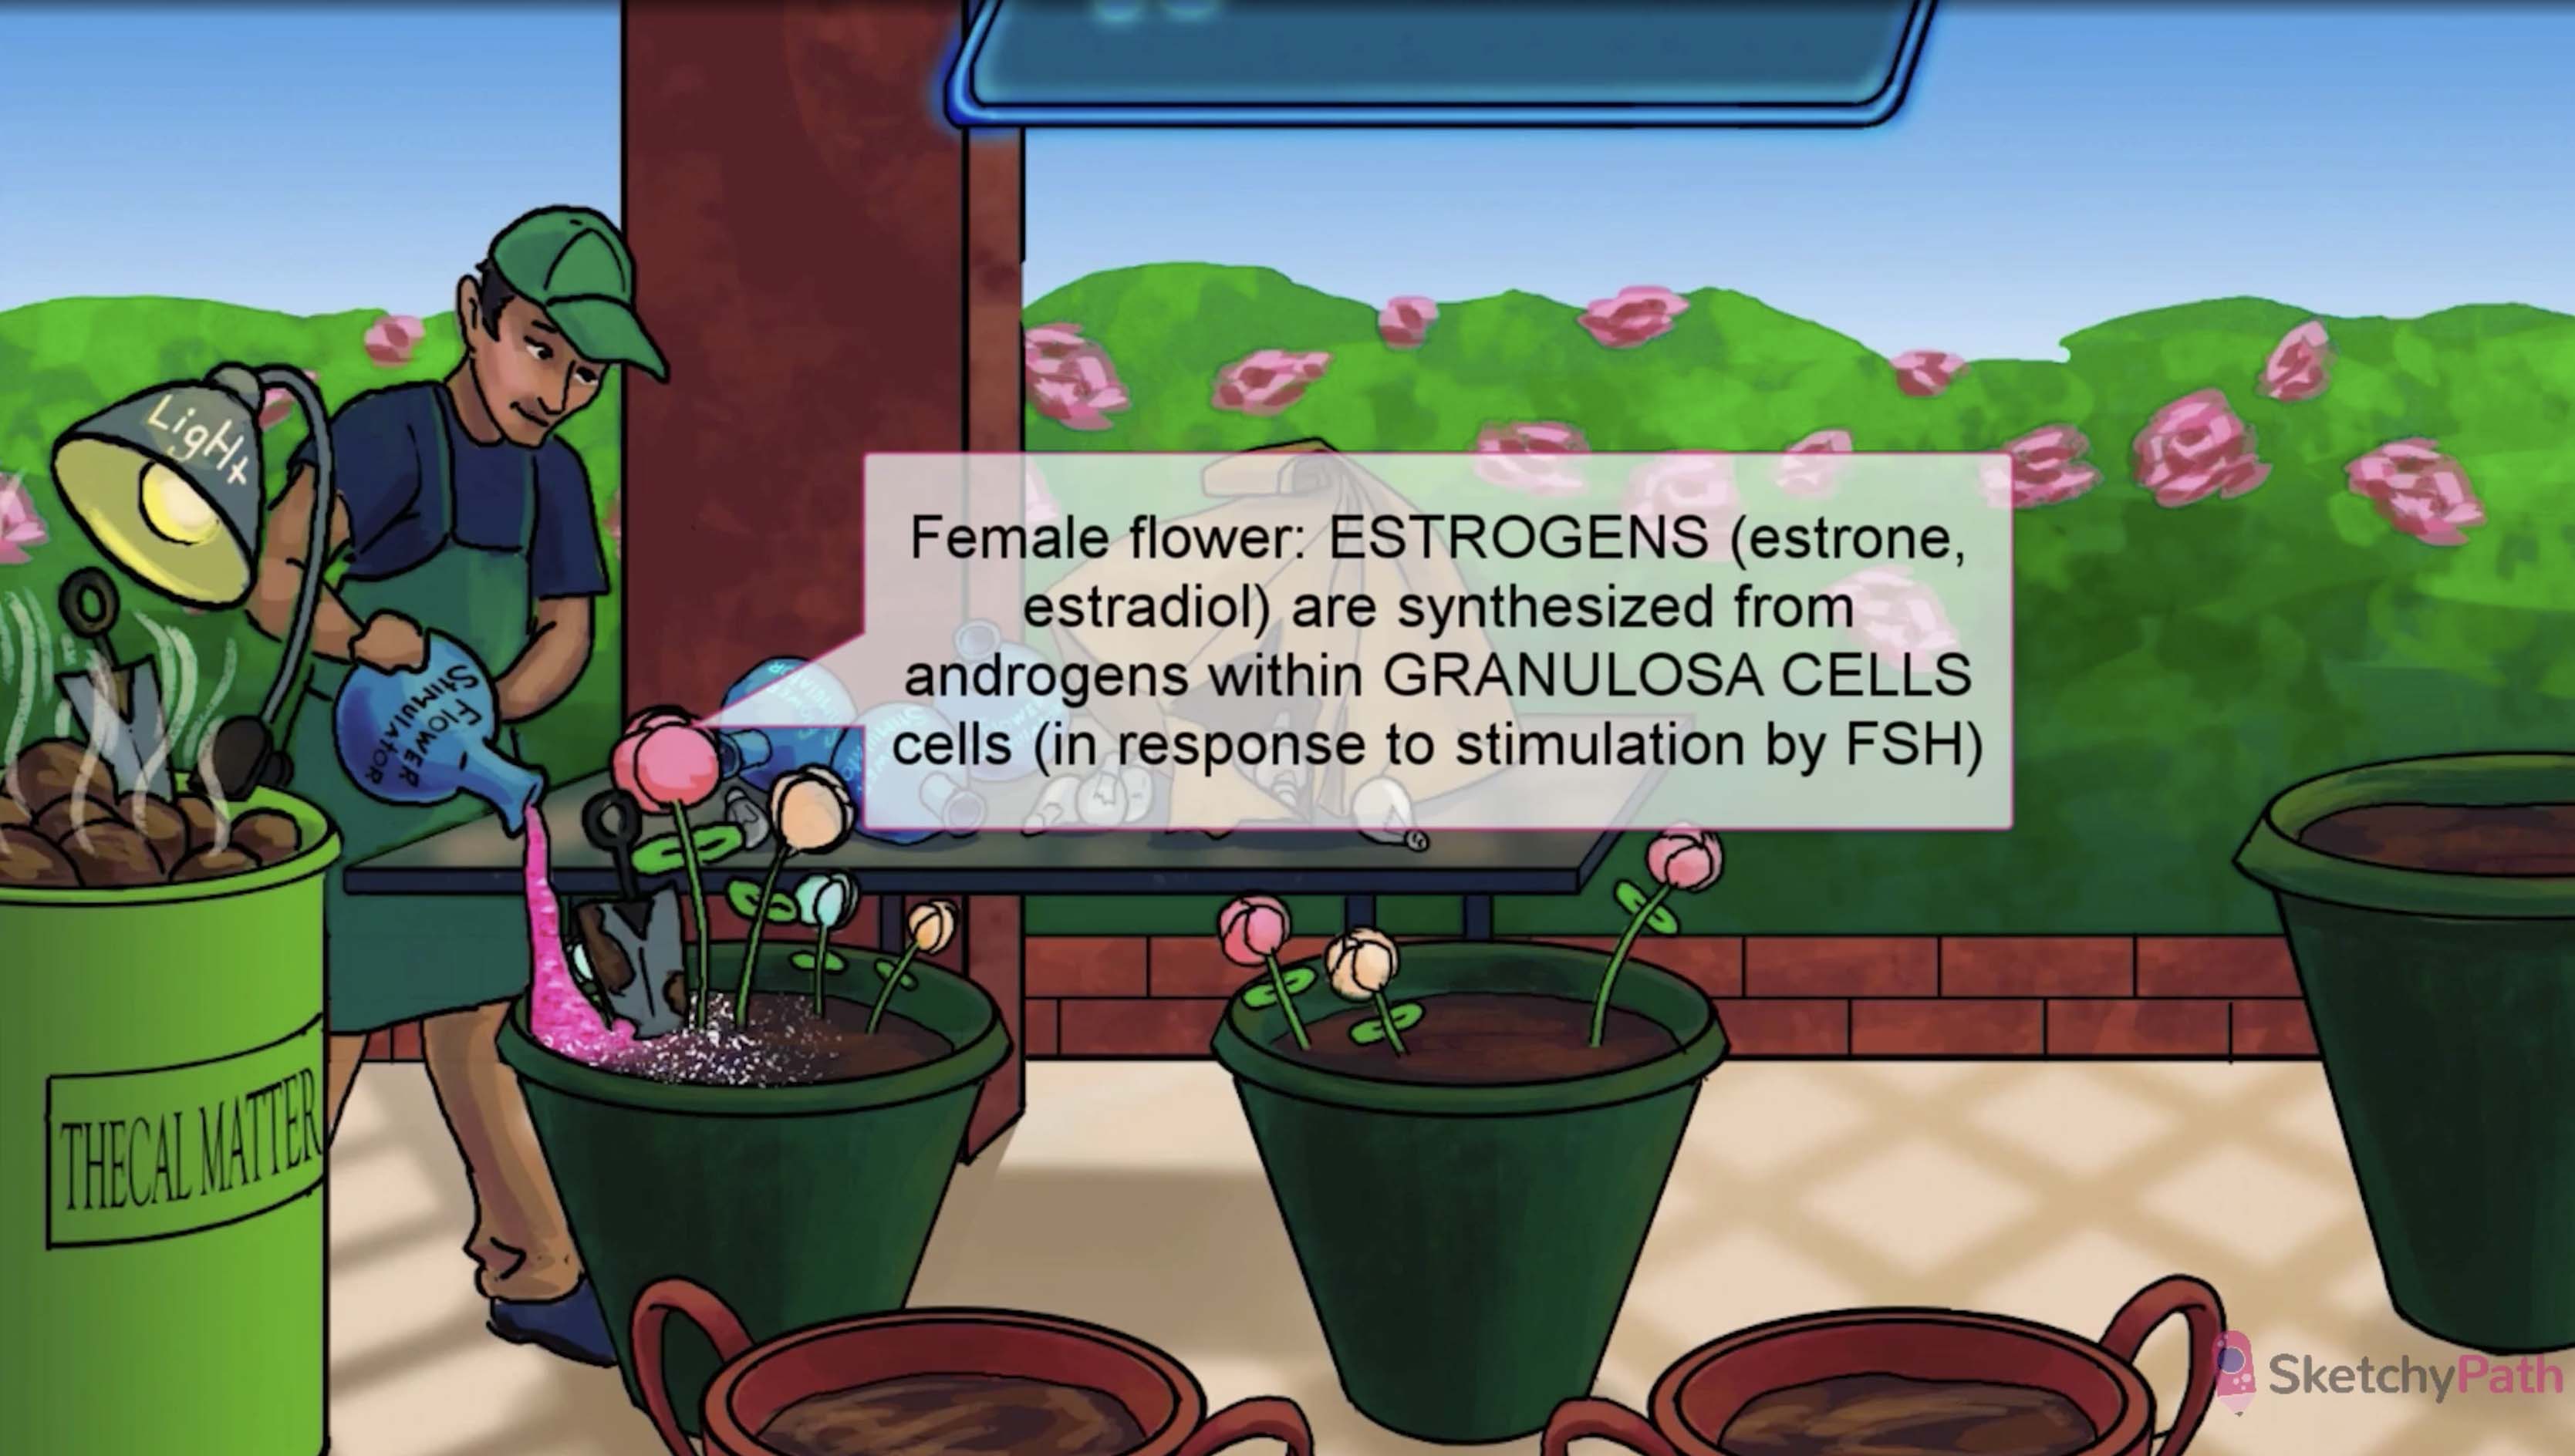 Light
Female flower: ESTROGENS (estrone,
estradiol) are synthesized from
androgens within GRANULOSA CELLS
cells (in response to stimulation by FSH)
FlOWER
StiMULAtOR
THECAL MATTER
SketchyPath